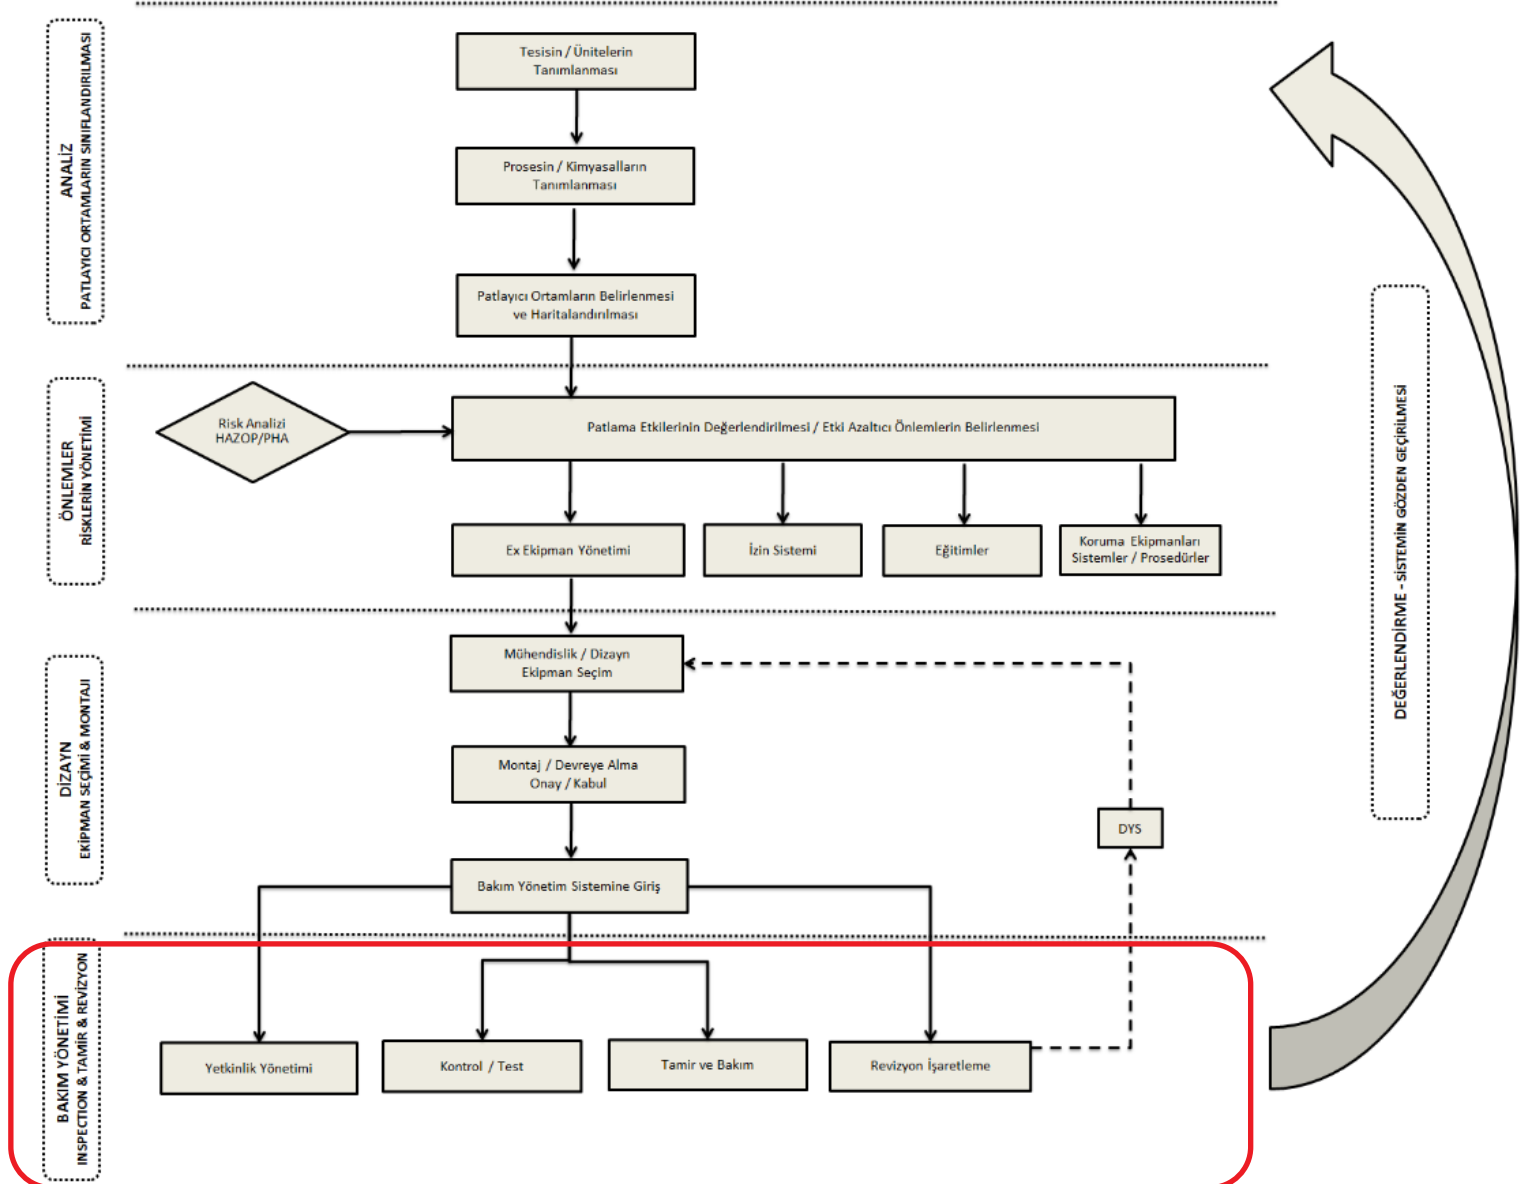 ANALİZ
PATLAYICI ORTAMLARIN SINIFLANDIRILMASI
Tesisin / Ünitelerin
Tanımlanması
Prosesin / Kimyasalların
Tanımlanması
Patlayıcı Ortamların Belirlenmesi
ve Haritalandırılması
ÖNLEMLER
RİSKLERİN YÖNETİMİ
Risk Analizi
HAZOP/PHA
Patlama Etkilerinin Değerlendirilmesi / Etki Azaltıcı Önlemlerin Belirlenmesi
Ex Ekipman Yönetimi
İzin Sistemi
Eğitimler
Koruma Ekipmanları
Sistemler / Prosedürler
DİZAYN
EKİPMAN SEÇİMİ & MONTAJI
Mühendislik / Dizayn
Ekipman Seçim
Montaj / Devreye Alma
Onay / Kabul
Bakım Yönetim Sistemine Giriş
DYS
BAKIM YÖNETİMİ
INSPECTION & TAMİR & REVİZYON
Yetkinlik Yönetimi
Kontrol / Test
Tamir ve Bakım
Revizyon İşaretleme
DEĞERLENDİRME - SİSTEMİN GÖZDEN GEÇİRİLMESİ